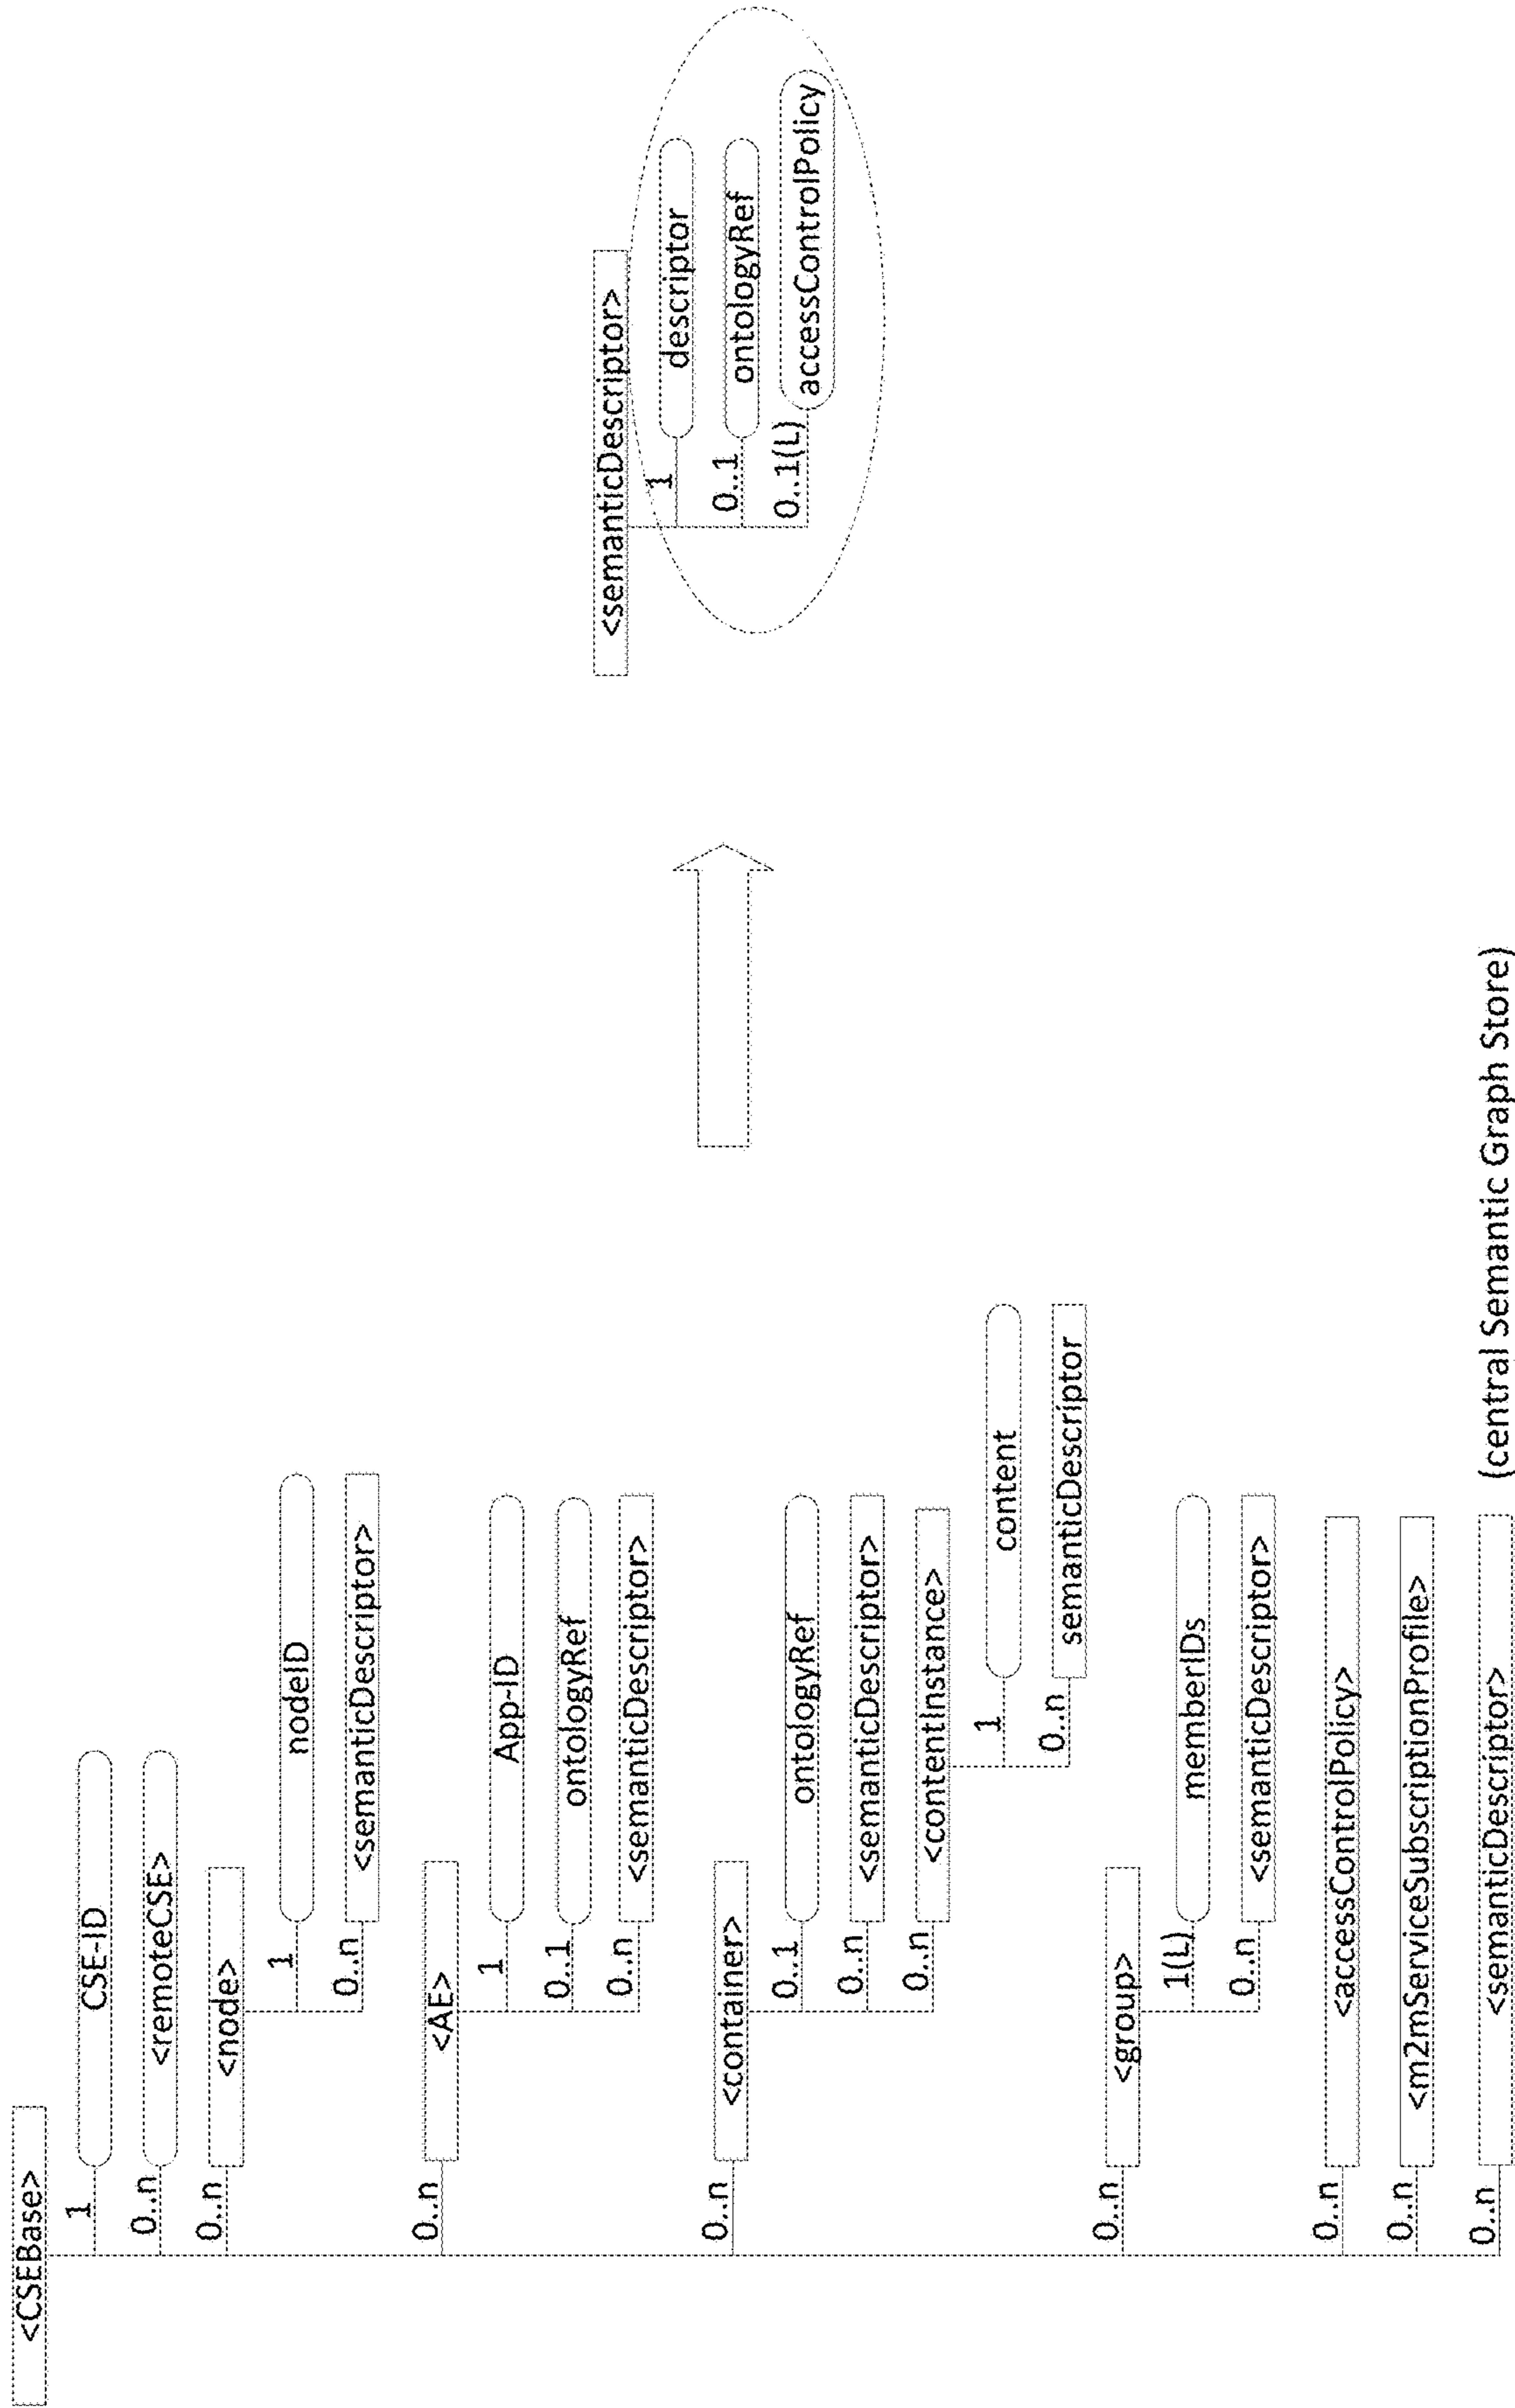 <CSEBase>
1 CSE-ID
0..n <remoteCSE>
0..n <node>
1 nodeID
0..n <semanticDescriptor>
0..n <AE>
1 App-ID
0..1 ontologyRef
0..n <semanticDescriptor>
0..n <container>
0..1 ontologyRef
0..n <semanticDescriptor>
0..n <contentInstance>
1 content
0..n semanticDescriptor
0..n <group>
1(L) memberIDs
0..n <semanticDescriptor>
0..n <accessControlPolicy>
0..n <m2mServiceSubscriptionProfile>
0..n <semanticDescriptor> (central Semantic Graph Store)
<semanticDescriptor>
1 descriptor
0..1 ontologyRef
0..1(L) accessControlPolicy